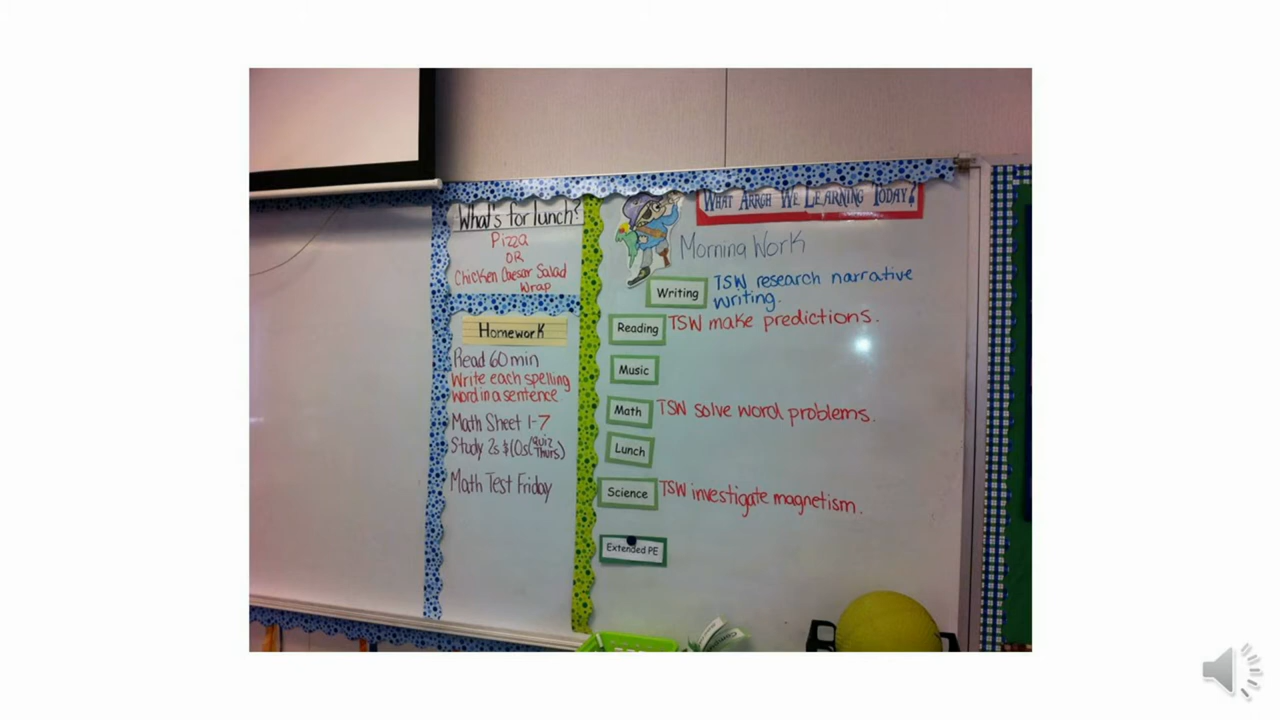 What's for lunch?
Pizza
OR
Chicken Caesar Salad
Wrap
Homework
Read 60 min
Write each spelling
word in a sentence
Math Sheet 1-7
Study 2s & 10s (Quiz
Thurs)
Math Test Friday
WHAT ARRGH WE LEARNING TODAY?
Morning Work
Writing TSW research narrative
writing.
Reading TSW make predictions.
Music
Math TSW solve word problems.
Lunch
Science TSW investigate magnetism.
Extended PE